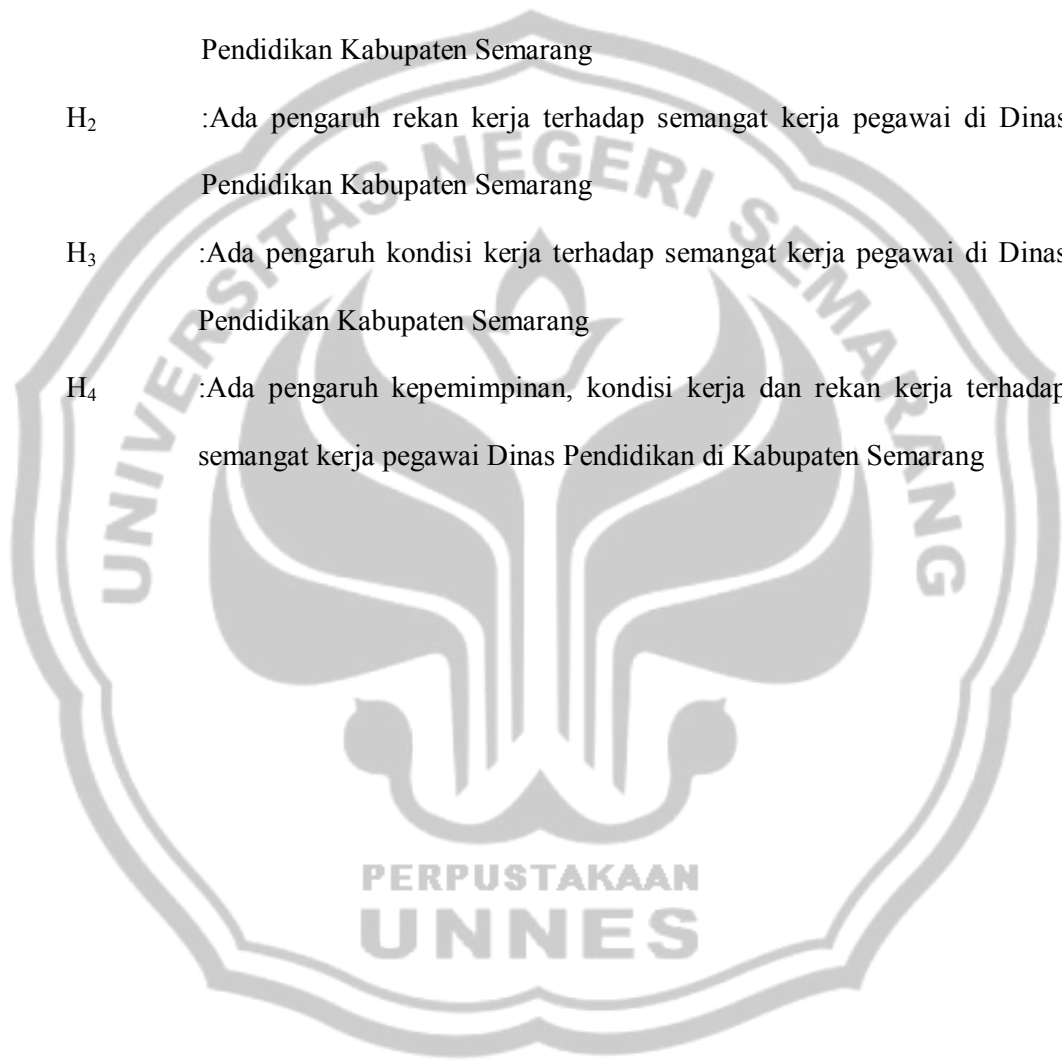 Pendidikan Kabupaten Semarang
H₂ :Ada pengaruh rekan kerja terhadap semangat kerja pegawai di Dinas
Pendidikan Kabupaten Semarang
H₃ :Ada pengaruh kondisi kerja terhadap semangat kerja pegawai di Dinas
Pendidikan Kabupaten Semarang
H₄ :Ada pengaruh kepemimpinan, kondisi kerja dan rekan kerja terhadap
semangat kerja pegawai Dinas Pendidikan di Kabupaten Semarang
UNIVERSITAS NEGERI SEMARANG
PERPUSTAKAAN
UNNES